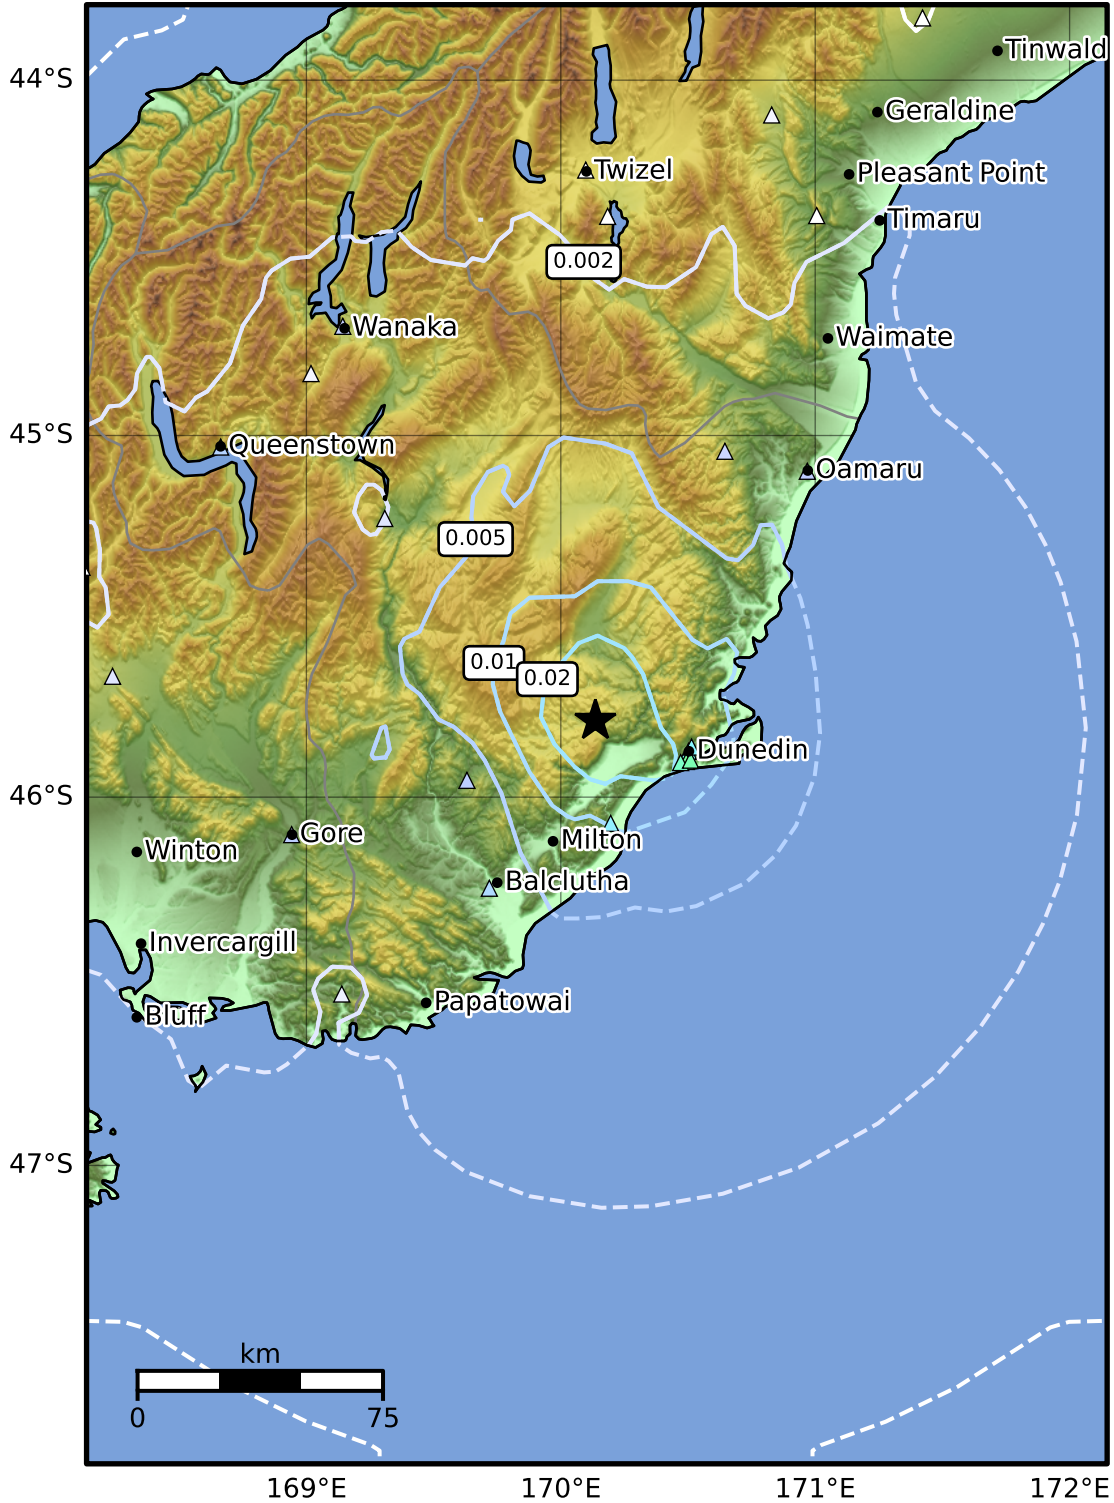 Tinwald
44°S
Geraldine
Twizel
Pleasant Point
Timaru
0.002
Wanaka
Waimate
45°S
Queenstown
Oamaru
0.005
0.01
0.02
Dunedin
46°S
Gore
Milton
Winton
Balclutha
Invercargill
Papatowai
Bluff
47°S
km
0 75
169°E 170°E 171°E 172°E